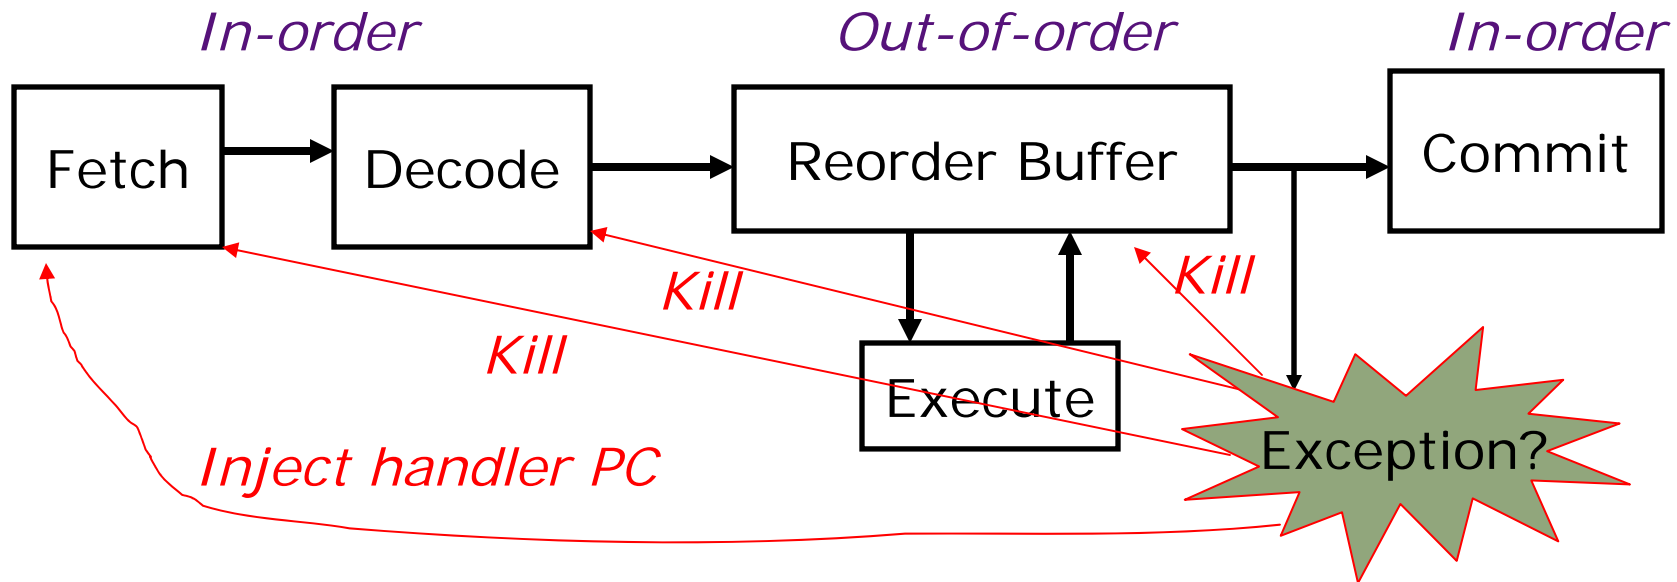 In-order
Out-of-order
In-order
Fetch
Decode
Reorder Buffer
Commit
Kill
Kill
Kill
Execute
Inject handler PC
Exception?